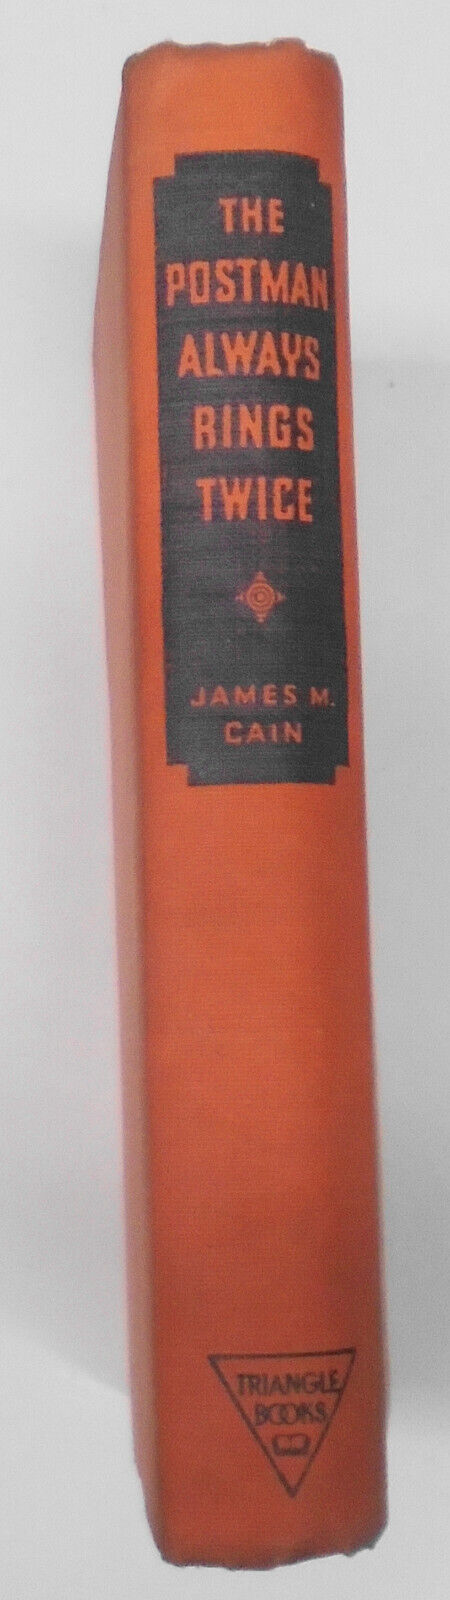 THE
POSTMAN
ALWAYS
RINGS
TWICE
JAMES M.
CAIN
TRIANGLE
BOOKS